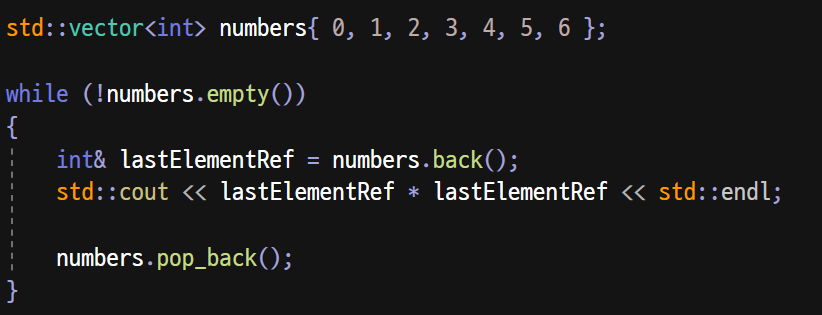 std::vector<int> numbers{ 0, 1, 2, 3, 4, 5, 6 };
while (!numbers.empty())
{
int& lastElementRef = numbers.back();
std::cout << lastElementRef * lastElementRef << std::endl;
numbers.pop_back();
}